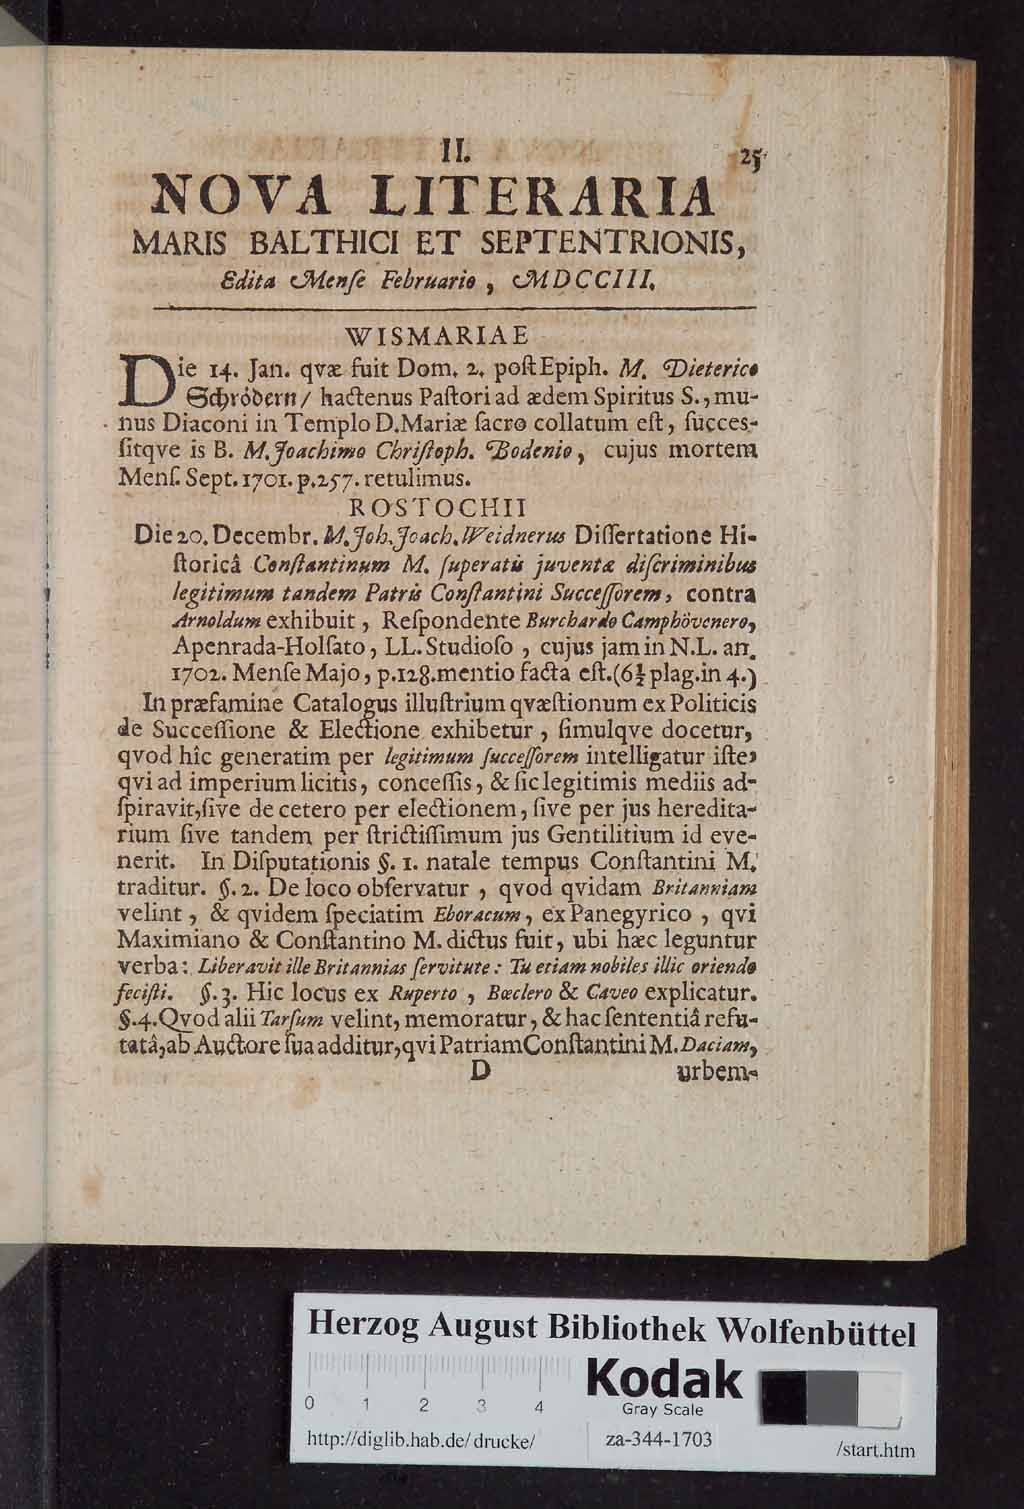 II.
25
NOVA LITERARIA
MARIS BALTHICI ET SEPTENTRIONIS,
Edita Menſe Februario, MDCCIII.
WISMARIAE
Die 14. Jan. qvæ fuit Dom. 2. poſt Epiph. M. Dieterico
Schrödern/ hactenus Paſtori ad ædem Spiritus S., mu-
nus Diaconi in Templo D. Mariæ ſacro collatum eſt, ſucces-
ſitqve is B. M. Joachimo Chriſtoph. Bodenio, cujus mortem
Menſ. Sept. 1701. p. 257. retulimus.
ROSTOCHII
Die 20. Decembr. M. Joh. Joach. Weidnerus Diſſertatione Hi-
ſtoricâ Conſtantinum M. ſuperatis juventæ diſcriminibus
legitimum tandem Patris Conſtantini Succeſſorem, contra
Arnoldum exhibuit, Reſpondente Burchardo Camphövenero,
Apenrada-Holſato, LL. Studioſo, cujus jam in N.L. an.
1702. Menſe Majo, p. 128. mentio facta eſt. (6½ plag. in 4.)
In præfamine Catalogus illuſtrium qvæſtionum ex Politicis
de Succeſſione & Electione exhibetur, ſimulqve docetur,
qvod hîc generatim per legitimum ſucceſſorem intelligatur iſte,
qvi ad imperium licitis, conceſſis, & ſic legitimis mediis ad-
ſpiravit, ſive de cetero per electionem, ſive per jus heredita-
rium ſive tandem per ſtrictiſſimum jus Gentilitium id eve-
nerit. In Diſputationis §. 1. natale tempus Conſtantini M.
traditur. §. 2. De loco obſervatur, qvod qvidam Britanniam
velint, & qvidem ſpeciatim Eboracum, ex Panegyrico, qvi
Maximiano & Conſtantino M. dictus fuit, ubi hæc leguntur
verba: Liberavit ille Britannias ſervitute: Tu etiam nobiles illic oriendo
feciſti. §. 3. Hic locus ex Ruperto, Bœclero & Caveo explicatur.
§. 4. Qvod alii Tarſum velint, memoratur, & hac ſententiâ refu-
tatâ, ab Auctore ſua additur, qvi Patriam Conſtantini M. Daciam,
D
urbem-
Herzog August Bibliothek Wolfenbüttel
0 1 2 3 4
Kodak
Gray Scale
http://diglib.hab.de/drucke/
za-344-1703
/start.htm